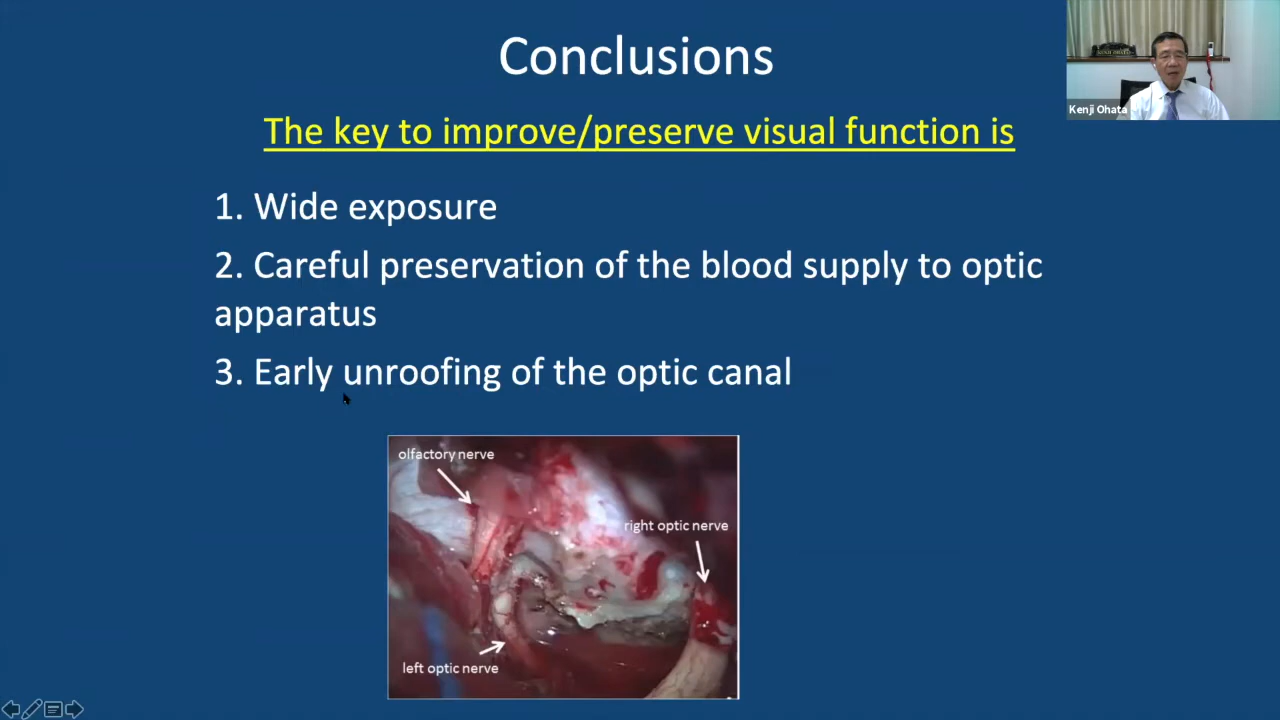 Conclusions
Kenji Ohata
The key to improve/preserve visual function is
1. Wide exposure
2. Careful preservation of the blood supply to optic
apparatus
3. Early unroofing of the optic canal
olfactory nerve
right optic nerve
left optic nerve